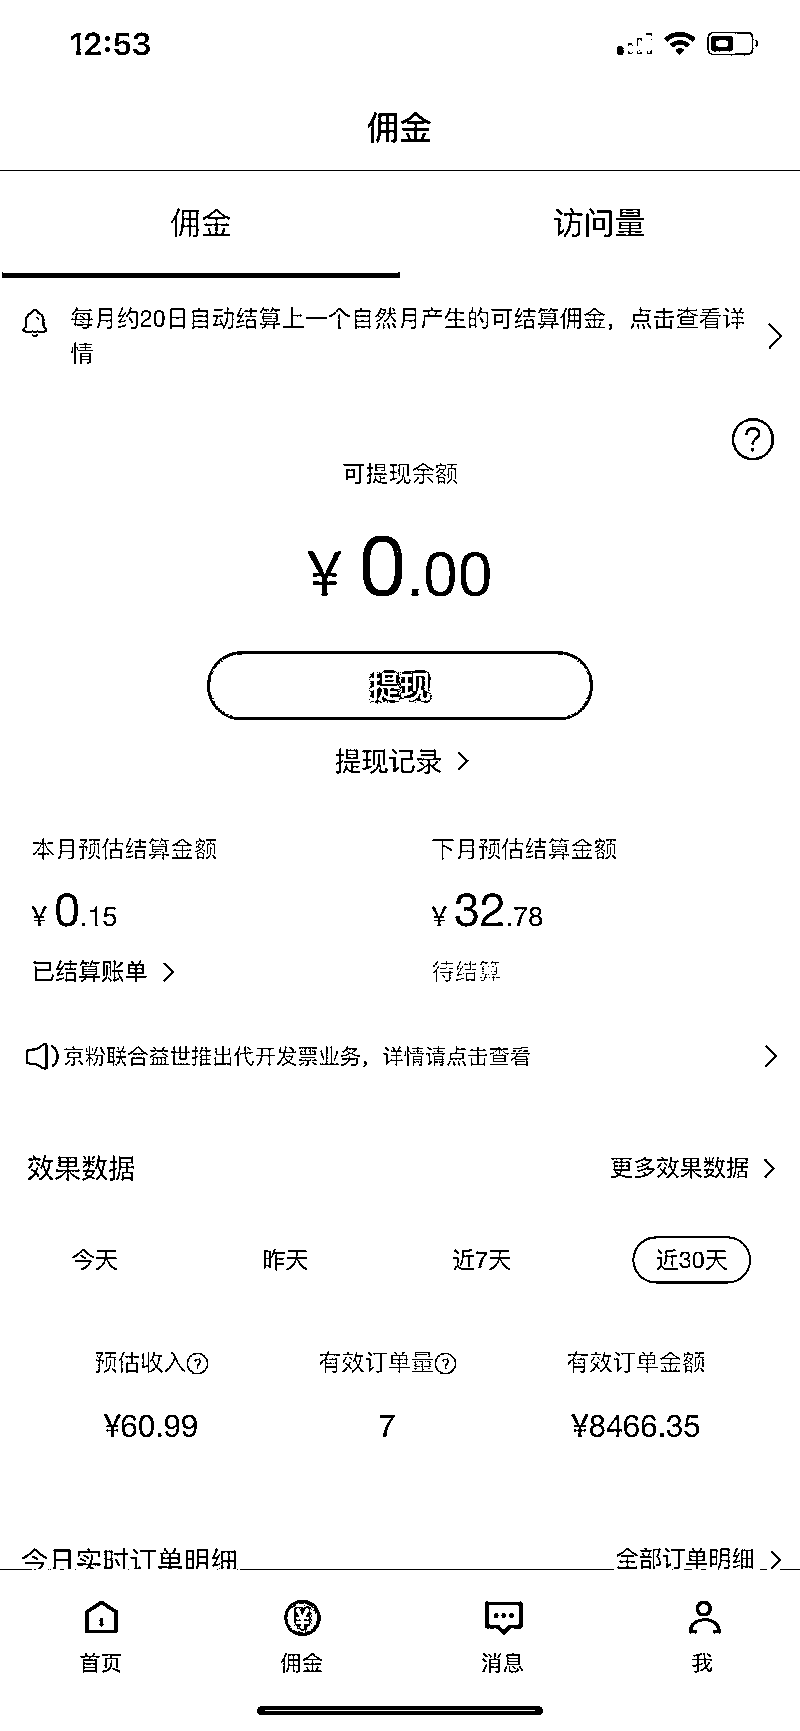 12:53
佣金
佣金 访问量
每月约20日自动结算上一个自然月产生的可结算佣金，点击查看详
情
可提现余额
¥ 0.00
提现
提现记录
本月预估结算金额 下月预估结算金额
¥ 0.15 ¥ 32.78
已结算账单 待结算
京粉联合益世推出代开发票业务，详情请点击查看
效果数据 更多效果数据
今天 昨天 近7天 近30天
预估收入 有效订单量 有效订单金额
¥60.99 7 ¥8466.35
今日实时订单明细 全部订单明细
首页 佣金 消息 我